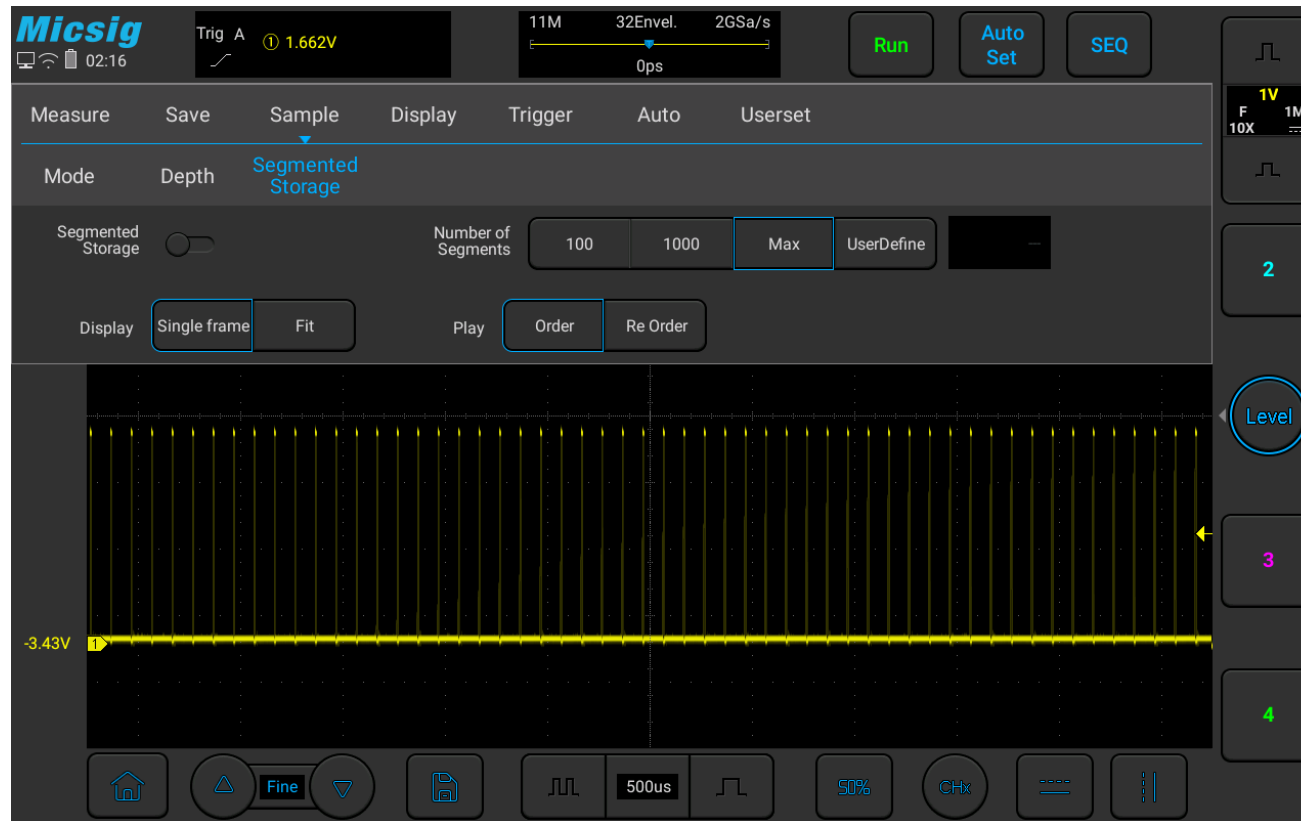 Micsig
02:16
Trig A
① 1.662V
11M 32Envel. 2GSa/s
0ps
Run
Auto
Set
SEQ
Measure Save Sample Display Trigger Auto Userset
Mode Depth Segmented
Storage
Segmented
Storage
Number of
Segments
100 1000 Max UserDefine
---
Display Single frame Fit Play Order Re Order
1V
F 1M
10X
2
Level
3
4
-3.43V 1
Fine
500us
50%
CHx